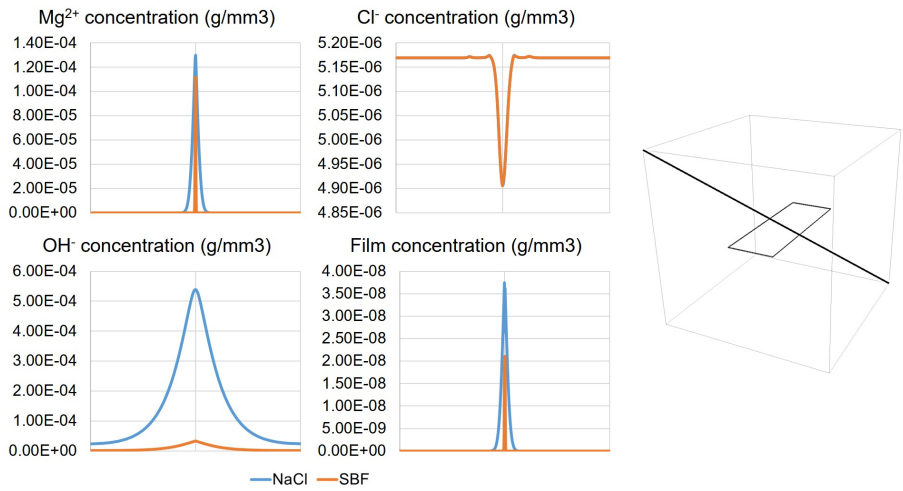 Mg²⁺ concentration (g/mm3)
1.40E-04
1.20E-04
1.00E-04
8.00E-05
6.00E-05
4.00E-05
2.00E-05
0.00E+00
Cl⁻ concentration (g/mm3)
5.20E-06
5.15E-06
5.10E-06
5.05E-06
5.00E-06
4.95E-06
4.90E-06
4.85E-06
OH⁻ concentration (g/mm3)
6.00E-04
5.00E-04
4.00E-04
3.00E-04
2.00E-04
1.00E-04
0.00E+00
Film concentration (g/mm3)
4.00E-08
3.50E-08
3.00E-08
2.50E-08
2.00E-08
1.50E-08
1.00E-08
5.00E-09
0.00E+00
NaCl SBF